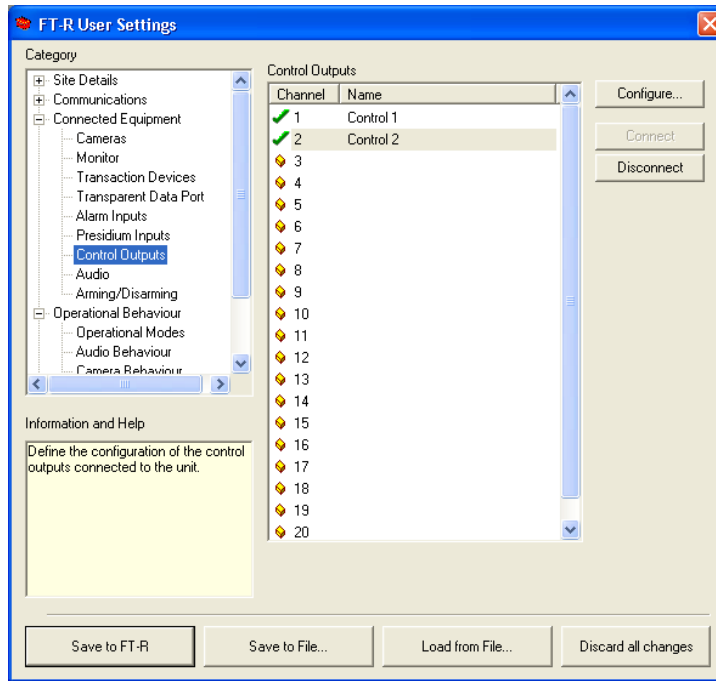 FT-R User Settings
Category
Site Details
Communications
Connected Equipment
Cameras
Monitor
Transaction Devices
Transparent Data Port
Alarm Inputs
Presidium Inputs
Control Outputs
Audio
Arming/Disarming
Operational Behaviour
Operational Modes
Audio Behaviour
Camera Behaviour
Information and Help
Define the configuration of the control
outputs connected to the unit.
Control Outputs
Channel Name
1 Control 1
2 Control 2
3
4
5
6
7
8
9
10
11
12
13
14
15
16
17
18
19
20
Configure...
Connect
Disconnect
Save to FT-R
Save to File...
Load from File...
Discard all changes